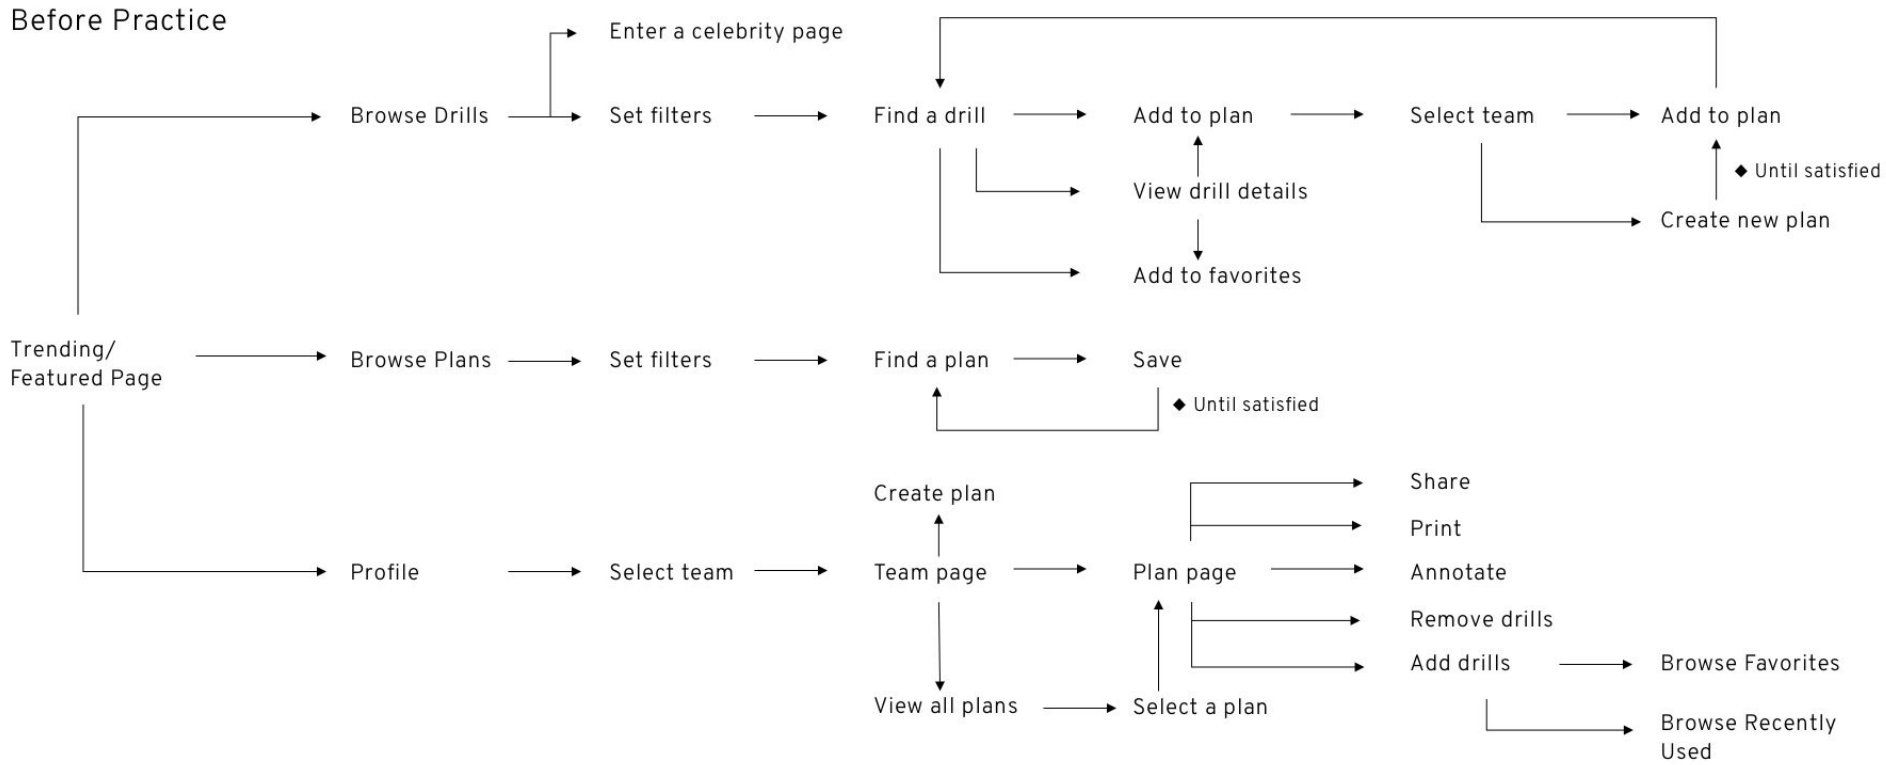 Before Practice
Enter a celebrity page
Browse Drills
Set filters
Find a drill
Add to plan
Select team
Add to plan
◆ Until satisfied
View drill details
Create new plan
Add to favorites
Trending/
Featured Page
Browse Plans
Set filters
Find a plan
Save
◆ Until satisfied
Create plan
Share
Print
Profile
Select team
Team page
Plan page
Annotate
Remove drills
Add drills
Browse Favorites
View all plans
Select a plan
Browse Recently
Used